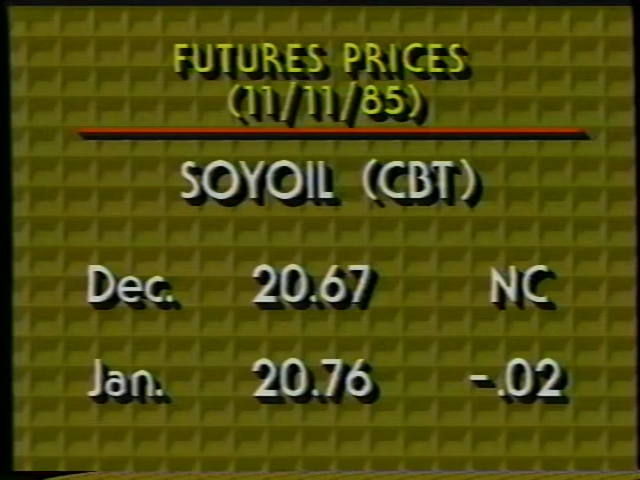 FUTURES PRICES
(11/11/85)
SOYOIL (CBT)
Dec. 20.67 NC
Jan. 20.76 -.02